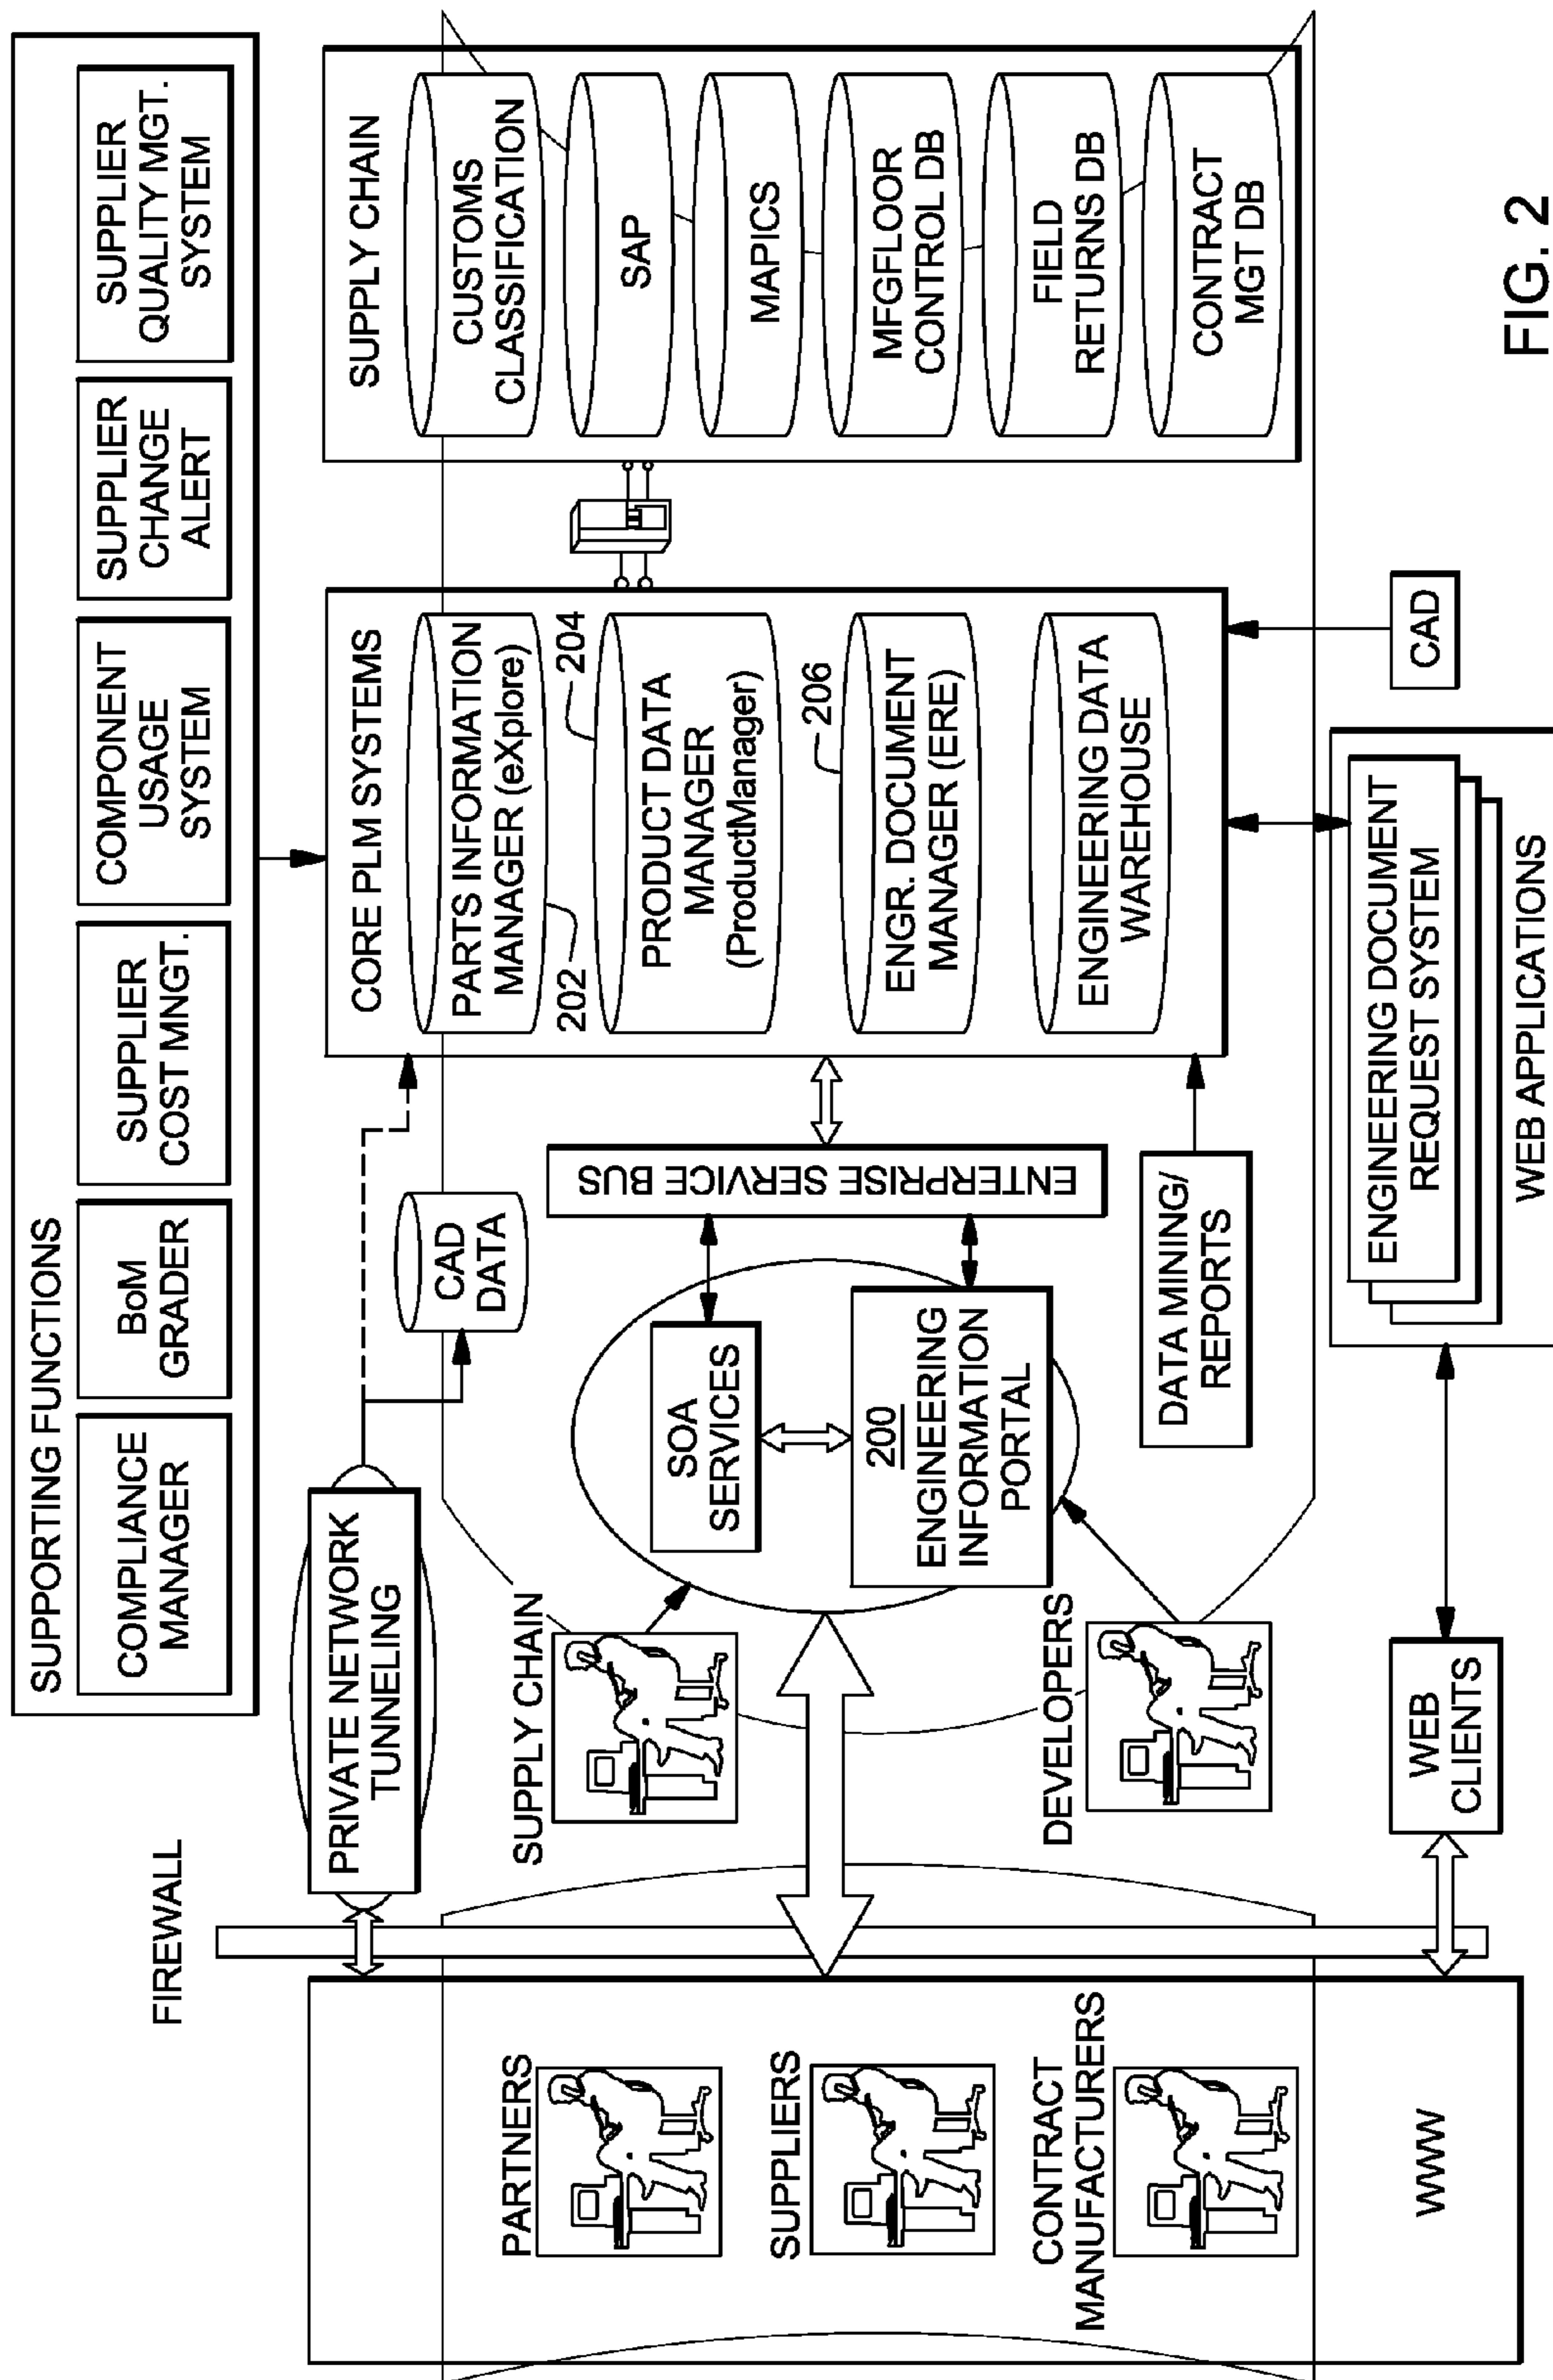 SUPPORTING FUNCTIONS
COMPLIANCE
MANAGER
BoM
GRADER
SUPPLIER
COST MNGT.
COMPONENT
USAGE
SYSTEM
SUPPLIER
CHANGE
ALERT
SUPPLIER
QUALITY MGT.
SYSTEM
FIREWALL
PRIVATE NETWORK
TUNNELING
PARTNERS
SUPPLIERS
CONTRACT
MANUFACTURERS
WWW
SUPPLY CHAIN
DEVELOPERS
WEB
CLIENTS
CAD
DATA
SOA
SERVICES
200
ENGINEERING
INFORMATION
PORTAL
ENTERPRISE SERVICE BUS
DATA MINING/
REPORTS
CORE PLM SYSTEMS
PARTS INFORMATION
MANAGER (eXplore)
202
204
PRODUCT DATA
MANAGER
(ProductManager)
206
ENGR. DOCUMENT
MANAGER (ERE)
ENGINEERING DATA
WAREHOUSE
ENGINEERING DOCUMENT
REQUEST SYSTEM
WEB APPLICATIONS
CAD
SUPPLY CHAIN
CUSTOMS
CLASSIFICATION
SAP
MAPICS
MFGFLOOR
CONTROL DB
FIELD
RETURNS DB
CONTRACT
MGT DB
FIG. 2